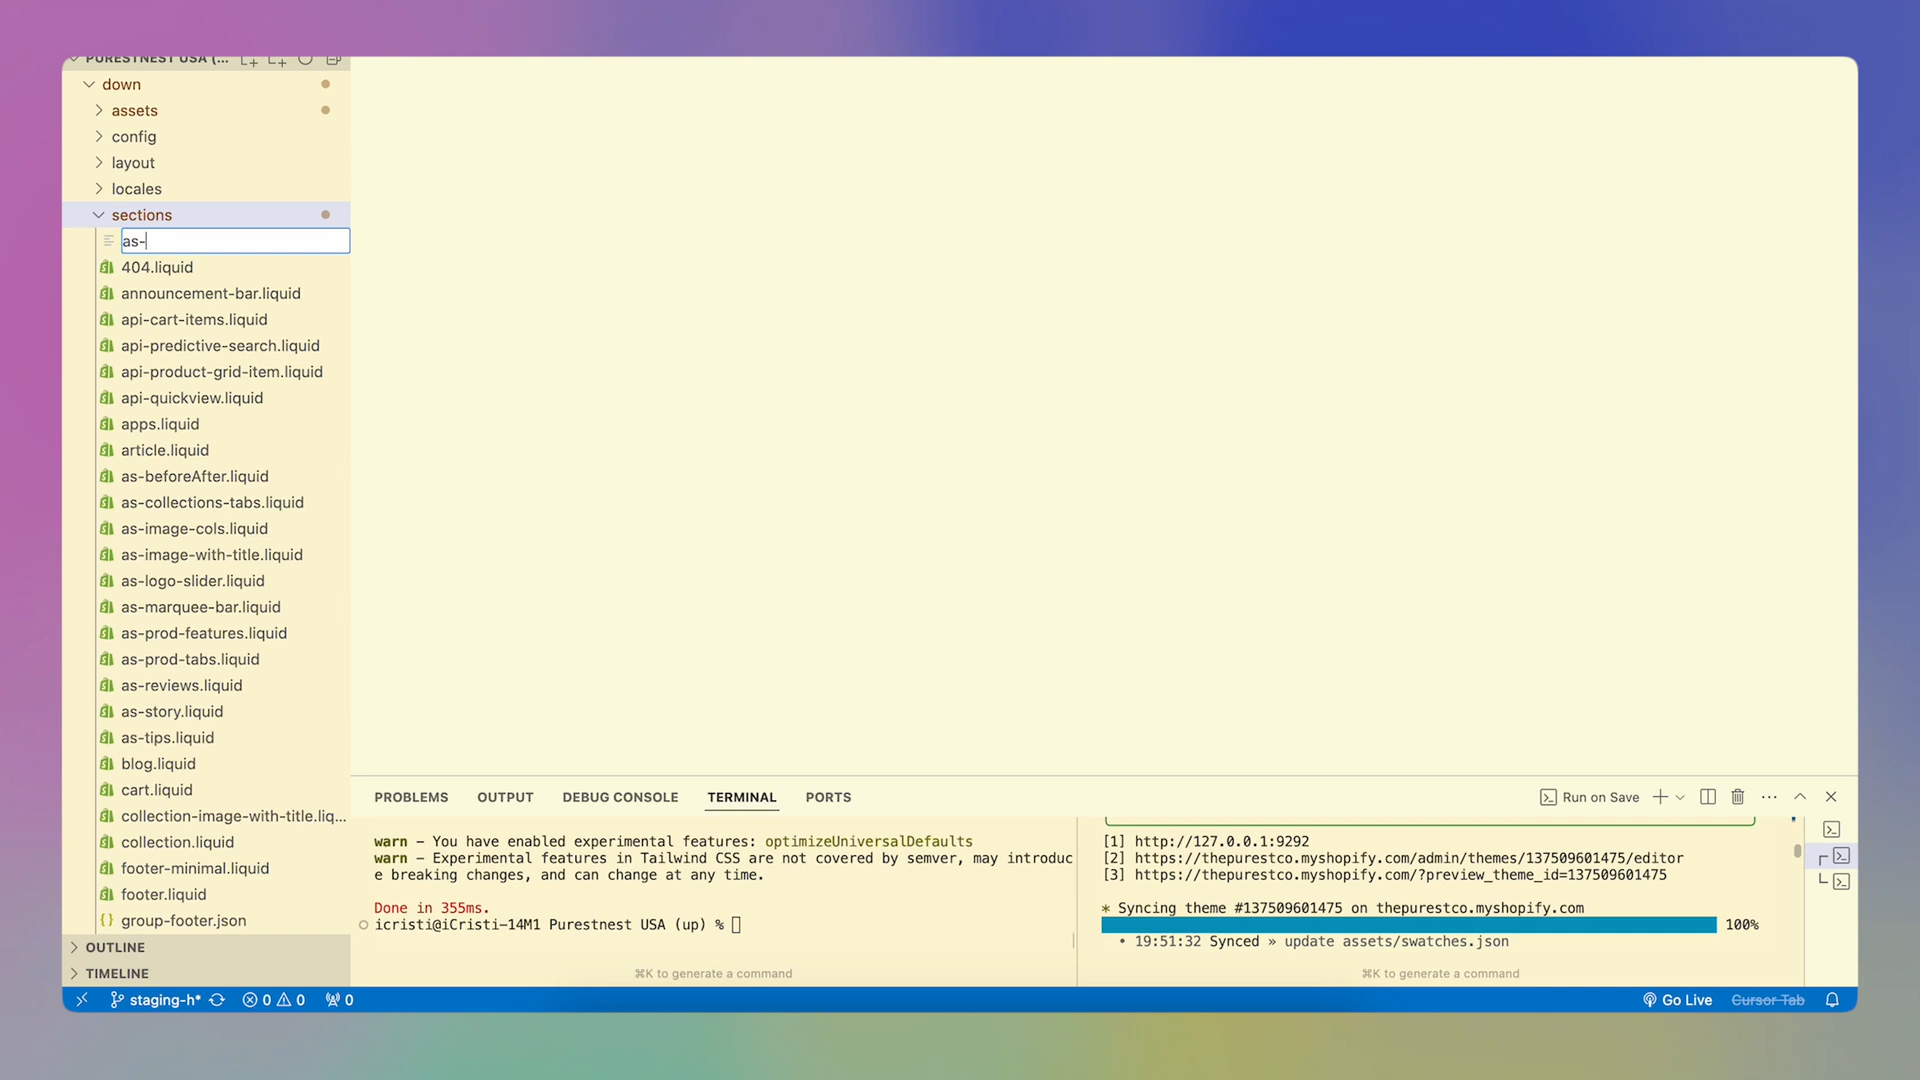 PURESTNEST USA (...
down
assets
config
layout
locales
sections
as-
404.liquid
announcement-bar.liquid
api-cart-items.liquid
api-predictive-search.liquid
api-product-grid-item.liquid
api-quickview.liquid
apps.liquid
article.liquid
as-beforeAfter.liquid
as-collections-tabs.liquid
as-image-cols.liquid
as-image-with-title.liquid
as-logo-slider.liquid
as-marquee-bar.liquid
as-prod-features.liquid
as-prod-tabs.liquid
as-reviews.liquid
as-story.liquid
as-tips.liquid
blog.liquid
cart.liquid
collection-image-with-title.liq...
collection.liquid
footer-minimal.liquid
footer.liquid
{} group-footer.json
OUTLINE
TIMELINE
PROBLEMS OUTPUT DEBUG CONSOLE TERMINAL PORTS
Run on Save
warn – You have enabled experimental features: optimizeUniversalDefaults
warn – Experimental features in Tailwind CSS are not covered by semver, may introduc
e breaking changes, and can change at any time.
Done in 355ms.
icristi@iCristi-14M1 Purestnest USA (up) %
⌘K to generate a command
[1] http://127.0.0.1:9292
[2] https://thepurestco.myshopify.com/admin/themes/137509601475/editor
[3] https://thepurestco.myshopify.com/?preview_theme_id=137509601475
* Syncing theme #137509601475 on thepurestco.myshopify.com
100%
• 19:51:32 Synced » update assets/swatches.json
⌘K to generate a command
staging-h* 0 0 0
Go Live Cursor Tab